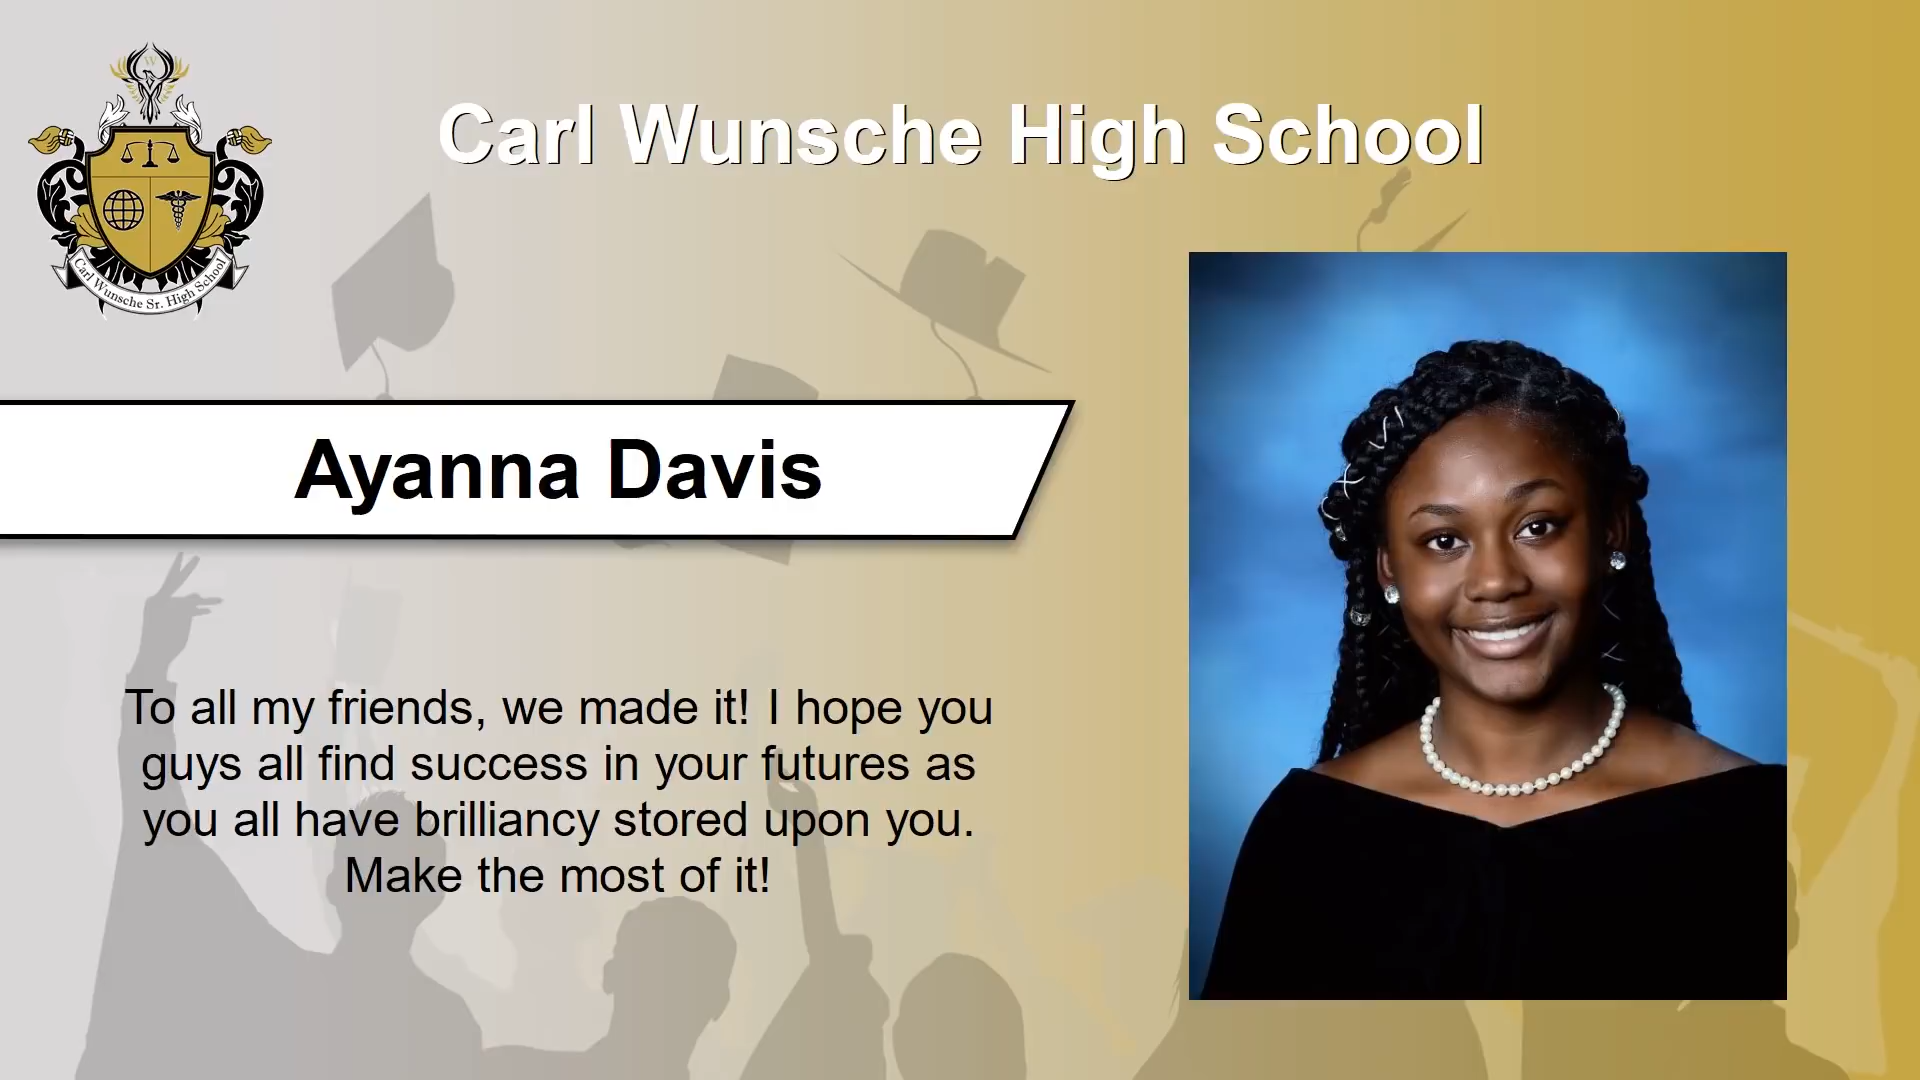 W
Carl Wunsche Sr. High School
Carl Wunsche High School
Ayanna Davis
To all my friends, we made it! I hope you
guys all find success in your futures as
you all have brilliancy stored upon you.
Make the most of it!